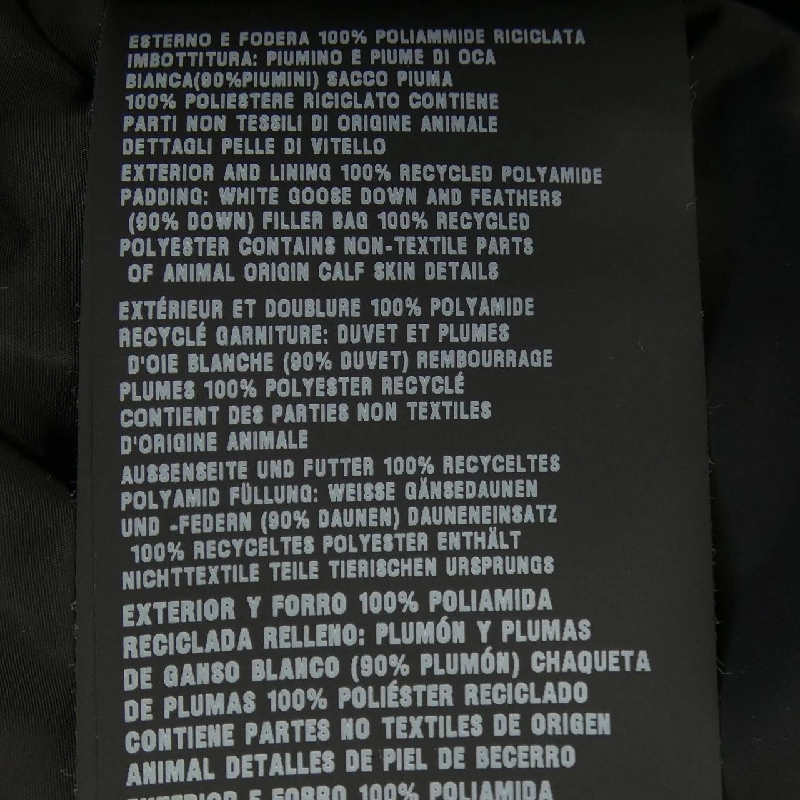 ESTERNO E FODERA 100% POLIAMMIDE RICICLATA
IMBOTTITURA: PIUMINO E PIUME DI OCA
BIANCA(90%PIUMINI) SACCO PIUMA
100% POLIESTERE RICICLATO CONTIENE
PARTI NON TESSILI DI ORIGINE ANIMALE
DETTAGLI PELLE DI VITELLO
EXTERIOR AND LINING 100% RECYCLED POLYAMIDE
PADDING: WHITE GOOSE DOWN AND FEATHERS
(90% DOWN) FILLER BAG 100% RECYCLED
POLYESTER CONTAINS NON-TEXTILE PARTS
OF ANIMAL ORIGIN CALF SKIN DETAILS
EXTÉRIEUR ET DOUBLURE 100% POLYAMIDE
RECYCLÉ GARNITURE: DUVET ET PLUMES
D'OIE BLANCHE (90% DUVET) REMBOURRAGE
PLUMES 100% POLYESTER RECYCLÉ
CONTIENT DES PARTIES NON TEXTILES
D'ORIGINE ANIMALE
AUSSENSEITE UND FUTTER 100% RECYCELTES
POLYAMID FÜLLUNG: WEISSE GÄNSEDAUNEN
UND -FEDERN (90% DAUNEN) DAUNENEINSATZ
100% RECYCELTES POLYESTER ENTHÄLT
NICHTTEXTILE TEILE TIERISCHEN URSPRUNGS
EXTERIOR Y FORRO 100% POLIAMIDA
RECICLADA RELLENO: PLUMÓN Y PLUMAS
DE GANSO BLANCO (90% PLUMÓN) CHAQUETA
DE PLUMAS 100% POLIÉSTER RECICLADO
CONTIENE PARTES NO TEXTILES DE ORIGEN
ANIMAL DETALLES DE PIEL DE BECERRO
EXTERIOR E FORRO 100% POLIAMIDA